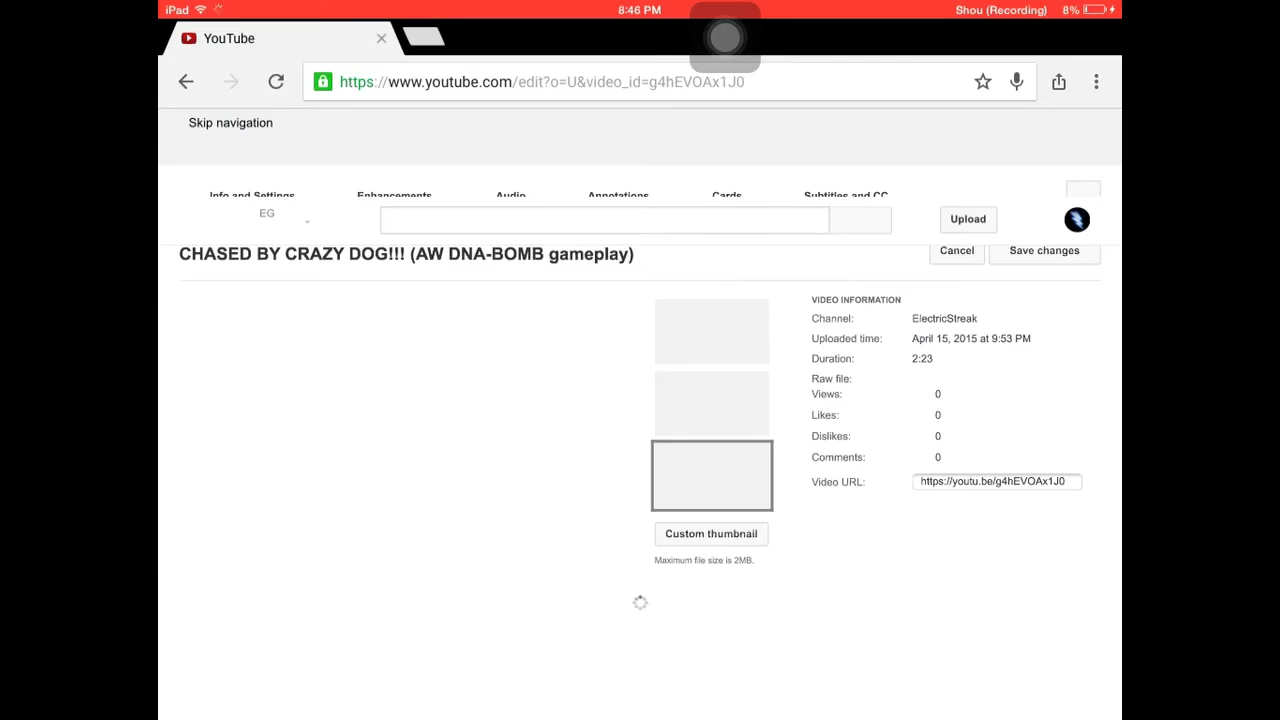 iPad 8:46 PM Shou (Recording) 8%
YouTube
https://www.youtube.com/edit?o=U&video_id=g4hEVOAx1J0
Skip navigation
Info and Settings Enhancements Audio Annotations Cards Subtitles and CC
EG Upload
CHASED BY CRAZY DOG!!! (AW DNA-BOMB gameplay) Cancel Save changes
VIDEO INFORMATION
Channel: ElectricStreak
Uploaded time: April 15, 2015 at 9:53 PM
Duration: 2:23
Raw file:
Views: 0
Likes: 0
Dislikes: 0
Comments: 0
Video URL: https://youtu.be/g4hEVOAx1J0
Custom thumbnail
Maximum file size is 2MB.